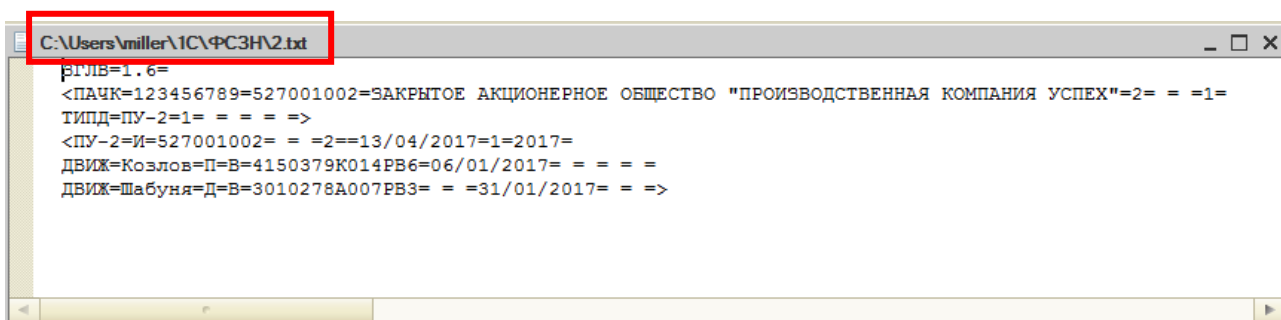 C:\Users\miller\1C\ФСЗН\2.txt
ЗГЛВ=1.6=
<ПАЧК=123456789=527001002=ЗАКРЫТОЕ АКЦИОНЕРНОЕ ОБЩЕСТВО "ПРОИЗВОДСТВЕННАЯ КОМПАНИЯ УСПЕХ"=2= = =1=
ТИПД=ПУ-2=1= = = = =>
<ПУ-2=И=527001002= = =2==13/04/2017=1=2017=
ДВИЖ=Козлов=П=В=4150379К014РВ6=06/01/2017= = = = =
ДВИЖ=Шабуня=Д=В=3010278А007РВ3= = =31/01/2017= = =>